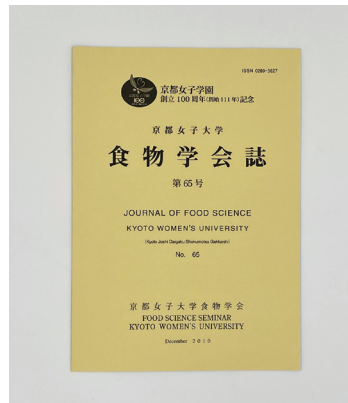 ISSN 0289-3827
100
京都女子学園
創立100周年(開始111年)記念
京都女子大学
食物学会誌
第65号
JOURNAL OF FOOD SCIENCE
KYOTO WOMEN'S UNIVERSITY
(Kyoto Joshi Daigaku Shokumotsu Gakkaishi)
No. 65
京都女子大学食物学会
FOOD SCIENCE SEMINAR
KYOTO WOMEN'S UNIVERSITY
December 2010